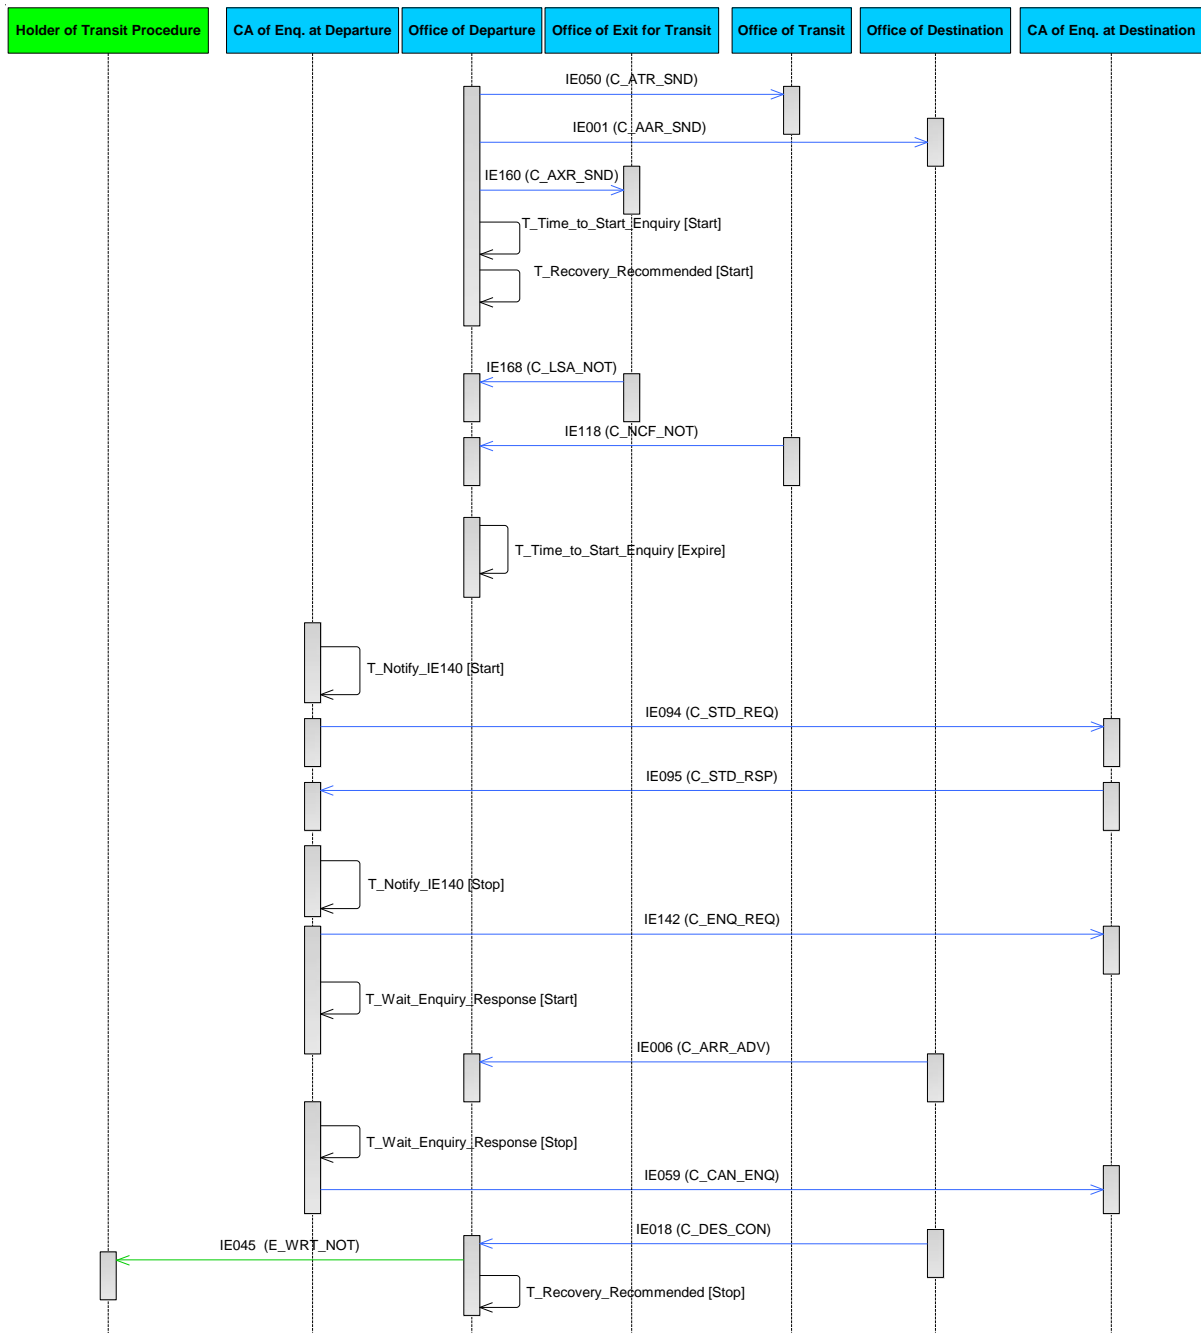 Holder of Transit Procedure
CA of Enq. at Departure
Office of Departure
Office of Exit for Transit
Office of Transit
Office of Destination
CA of Enq. at Destination
IE050 (C_ATR_SND)
IE001 (C_AAR_SND)
IE160 (C_AXR_SND)
T_Time_to_Start_Enquiry [Start]
T_Recovery_Recommended [Start]
IE168 (C_LSA_NOT)
IE118 (C_NCF_NOT)
T_Time_to_Start_Enquiry [Expire]
T_Notify_IE140 [Start]
IE094 (C_STD_REQ)
IE095 (C_STD_RSP)
T_Notify_IE140 [Stop]
IE142 (C_ENQ_REQ)
T_Wait_Enquiry_Response [Start]
IE006 (C_ARR_ADV)
T_Wait_Enquiry_Response [Stop]
IE059 (C_CAN_ENQ)
IE018 (C_DES_CON)
IE045 (E_WRT_NOT)
T_Recovery_Recommended [Stop]